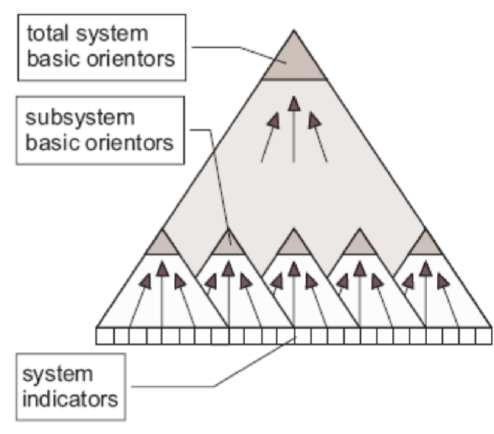 total system
basic orientors
subsystem
basic orientors
system
indicators